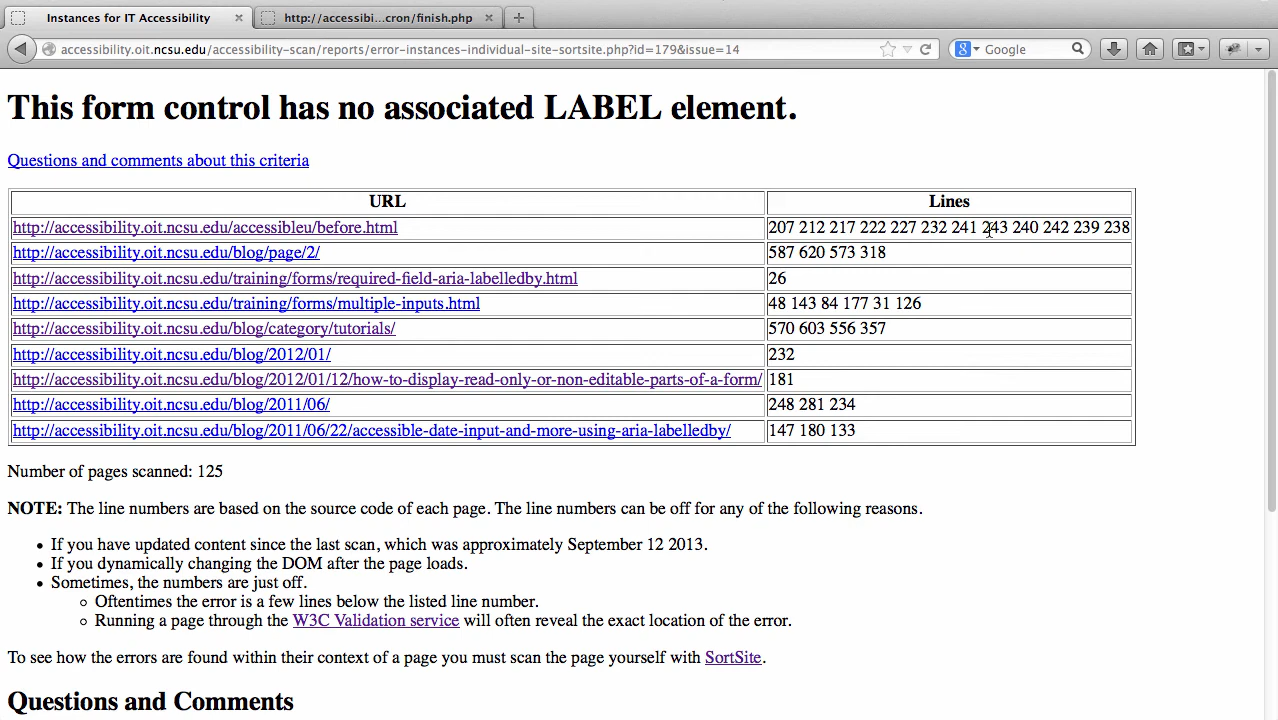 Instances for IT Accessibility
http://accessibi...cron/finish.php
accessibility.oit.ncsu.edu/accessibility-scan/reports/error-instances-individual-site-sortsite.php?id=179&issue=14
Google
This form control has no associated LABEL element.
Questions and comments about this criteria
URL Lines
http://accessibility.oit.ncsu.edu/accessibleu/before.html 207 212 217 222 227 232 241 243 240 242 239 238
http://accessibility.oit.ncsu.edu/blog/page/2/ 587 620 573 318
http://accessibility.oit.ncsu.edu/training/forms/required-field-aria-labelledby.html 26
http://accessibility.oit.ncsu.edu/training/forms/multiple-inputs.html 48 143 84 177 31 126
http://accessibility.oit.ncsu.edu/blog/category/tutorials/ 570 603 556 357
http://accessibility.oit.ncsu.edu/blog/2012/01/ 232
http://accessibility.oit.ncsu.edu/blog/2012/01/12/how-to-display-read-only-or-non-editable-parts-of-a-form/ 181
http://accessibility.oit.ncsu.edu/blog/2011/06/ 248 281 234
http://accessibility.oit.ncsu.edu/blog/2011/06/22/accessible-date-input-and-more-using-aria-labelledby/ 147 180 133
Number of pages scanned: 125
NOTE: The line numbers are based on the source code of each page. The line numbers can be off for any of the following reasons.
If you have updated content since the last scan, which was approximately September 12 2013.
If you dynamically changing the DOM after the page loads.
Sometimes, the numbers are just off.
Oftentimes the error is a few lines below the listed line number.
Running a page through the W3C Validation service will often reveal the exact location of the error.
To see how the errors are found within their context of a page you must scan the page yourself with SortSite.
Questions and Comments